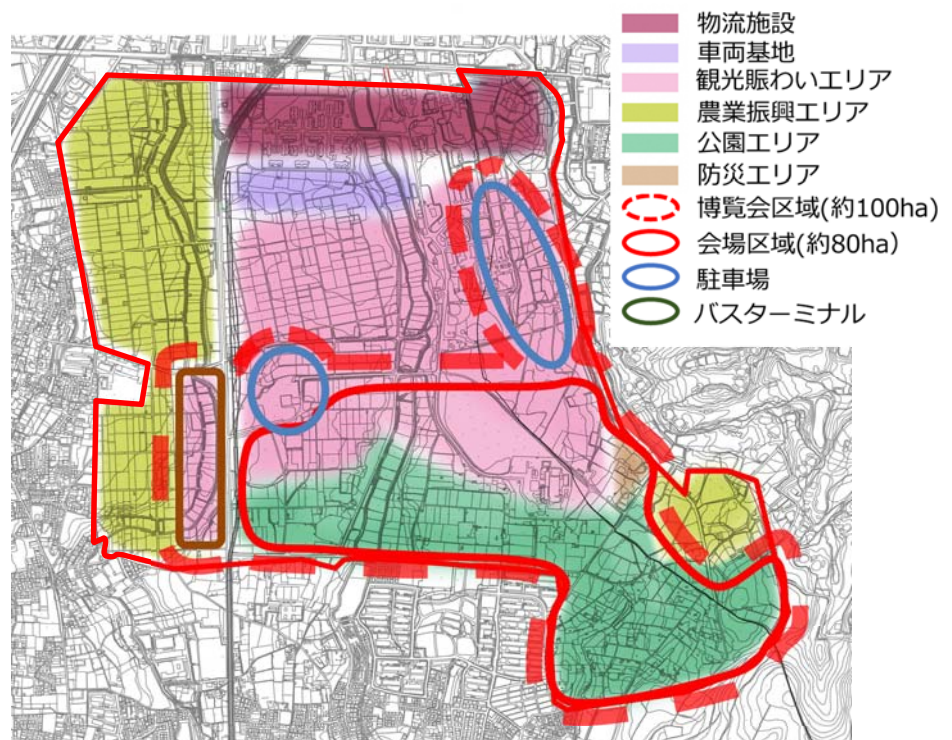 物流施設
車両基地
観光賑わいエリア
農業振興エリア
公園エリア
防災エリア
博覧会区域(約100ha)
会場区域(約80ha）
駐車場
バスターミナル